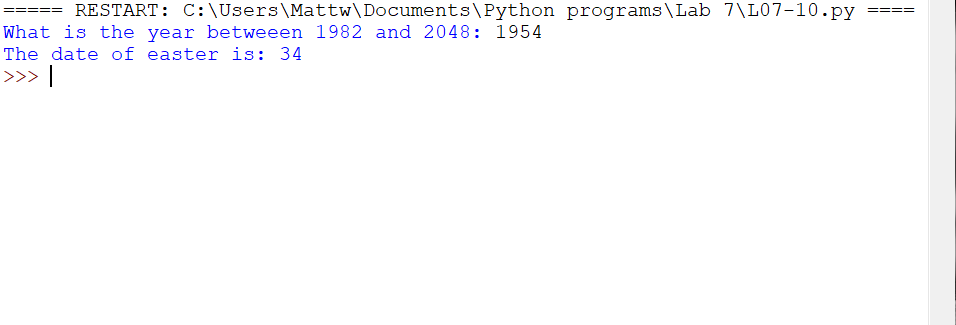 ===== RESTART: C:\Users\Mattw\Documents\Python programs\Lab 7\L07-10.py ====
What is the year betweeen 1982 and 2048: 1954
The date of easter is: 34
>>>